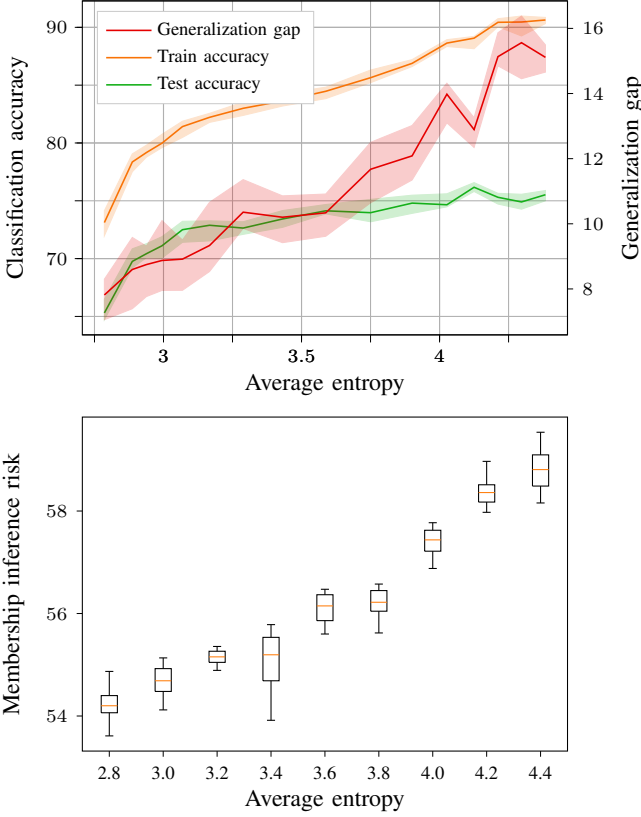 Generalization gap
Train accuracy
Test accuracy
90
80
70
Classification accuracy
16
14
12
10
8
Generalization gap
3
3.5
4
Average entropy
58
56
54
Membership inference risk
2.8
3.0
3.2
3.4
3.6
3.8
4.0
4.2
4.4
Average entropy